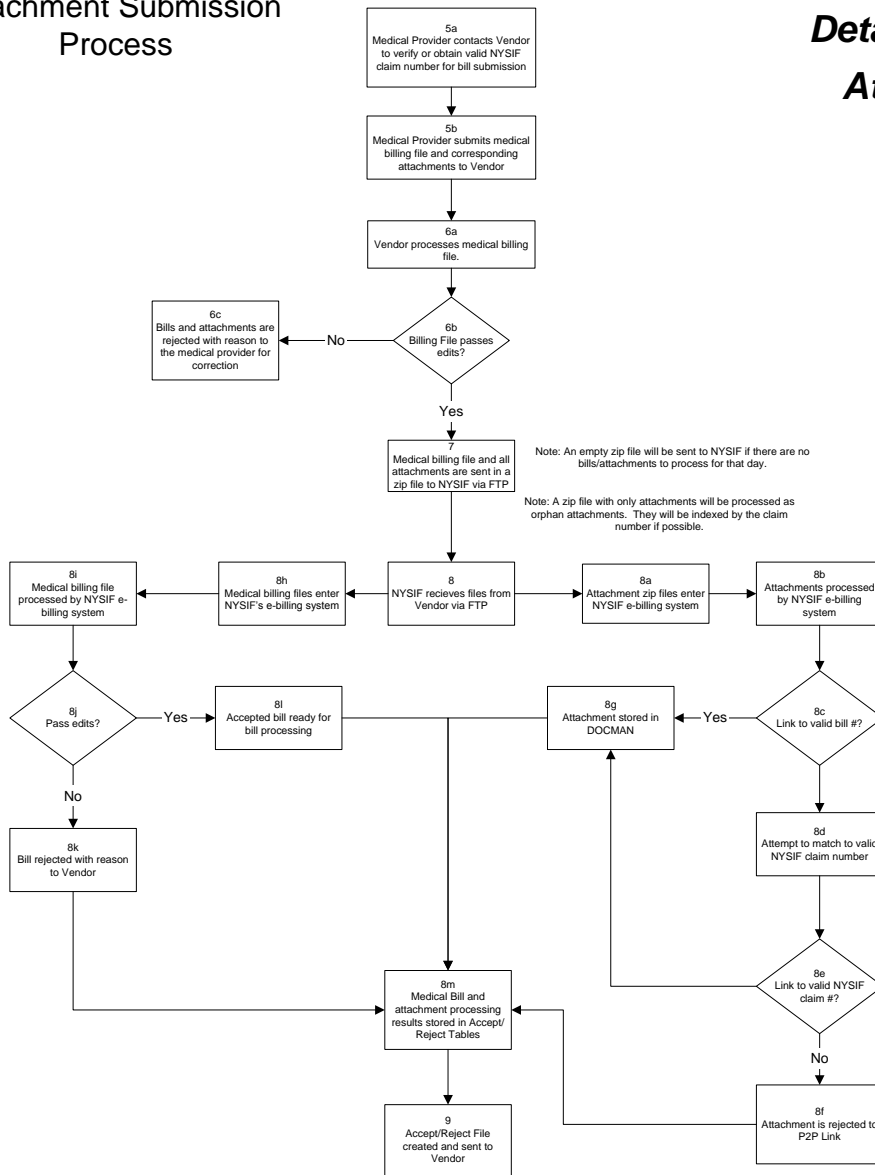 achment Submission
Process
Deta
At
5a
Medical Provider contacts Vendor
to verify or obtain valid NYSIF
claim number for bill submission
5b
Medical Provider submits medical
billing file and corresponding
attachments to Vendor
6a
Vendor processes medical billing
file.
6c
Bills and attachments are
rejected with reason to
the medical provider for
correction
No
6b
Billing File passes
edits?
Yes
7
Medical billing file and all
attachments are sent in a
zip file to NYSIF via FTP
Note: An empty zip file will be sent to NYSIF if there are no
bills/attachments to process for that day.
Note: A zip file with only attachments will be processed as
orphan attachments. They will be indexed by the claim
number if possible.
8i
Medical billing file
processed by NYSIF e-
billing system
8h
Medical billing files enter
NYSIF's e-billing system
8
NYSIF recieves files from
Vendor via FTP
8a
Attachment zip files enter
NYSIF e-billing system
8b
Attachments processed
by NYSIF e-billing
system
8j
Pass edits?
Yes
8l
Accepted bill ready for
bill processing
8g
Attachment stored in
DOCMAN
Yes
8c
Link to valid bill #?
No
8k
Bill rejected with reason
to Vendor
8d
Attempt to match to valid
NYSIF claim number
8e
Link to valid NYSIF
claim #?
8m
Medical Bill and
attachment processing
results stored in Accept/
Reject Tables
No
8f
Attachment is rejected to
P2P Link
9
Accept/Reject File
created and sent to
Vendor